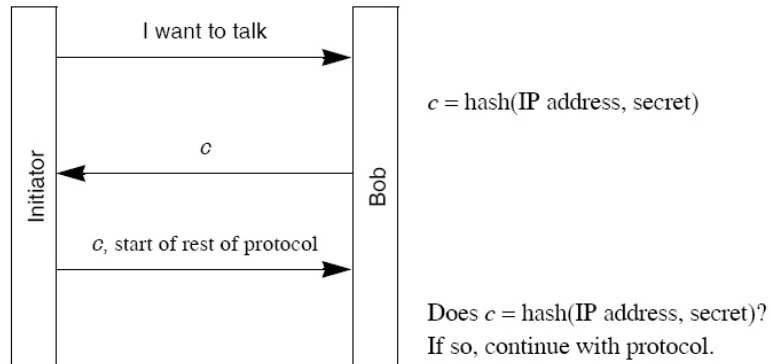 I want to talk
c = hash(IP address, secret)
c
Initiator
Bob
c, start of rest of protocol
Does c = hash(IP address, secret)?
If so, continue with protocol.